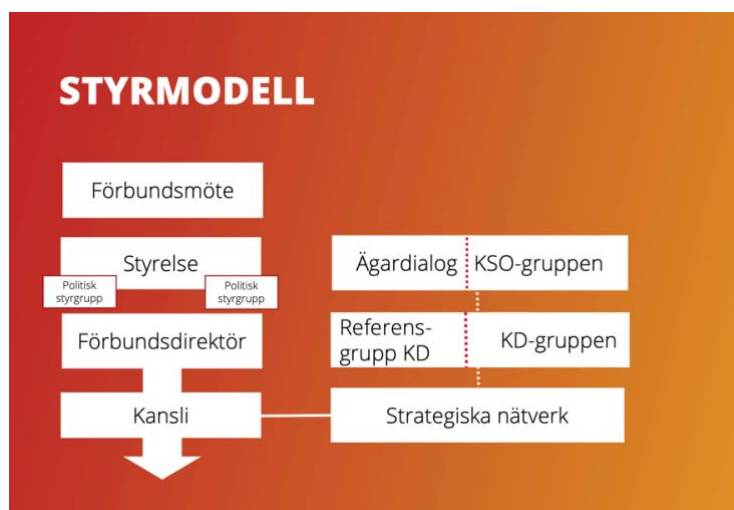 STYRMODELL
Förbundsmöte
Styrelse
Politisk
styrgrupp
Politisk
styrgrupp
Förbundsdirektör
Kansli
Ägardialog
KSO-gruppen
Referens-
grupp KD
KD-gruppen
Strategiska nätverk